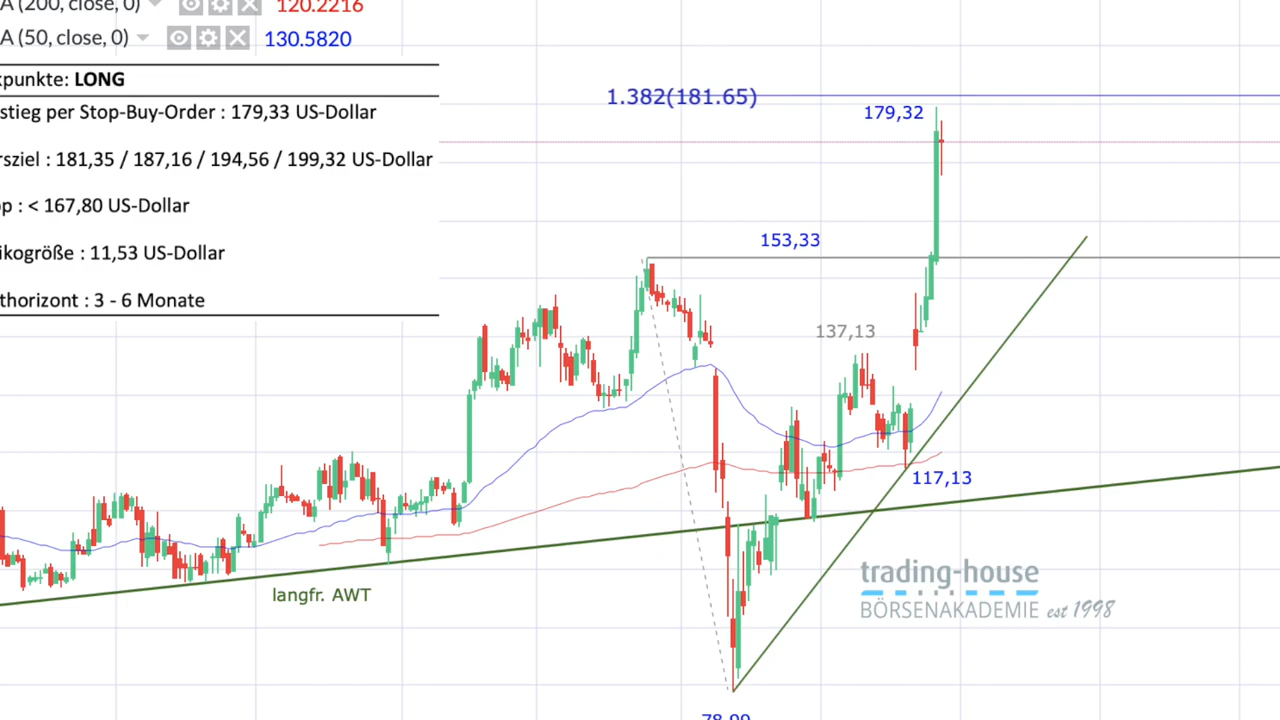 A (200, close, 0) 120.2216
A (50, close, 0) 130.5820
kpunkte: LONG
stieg per Stop-Buy-Order : 179,33 US-Dollar
rsziel : 181,35 / 187,16 / 194,56 / 199,32 US-Dollar
p : < 167,80 US-Dollar
ikogröße : 11,53 US-Dollar
thorizont : 3 - 6 Monate
1.382(181.65)
179,32
153,33
137,13
117,13
langfr. AWT
trading-house
BÖRSENAKADEMIE est 1998
78,99